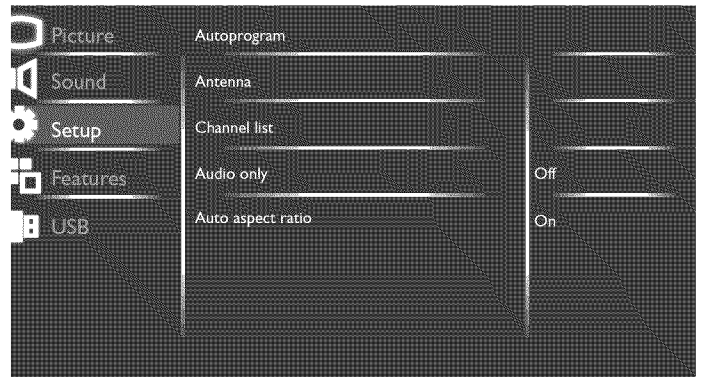 Picture
Sound
Setup
Features
USB
Autoprogram
Antenna
Channel list
Audio only
Off
Auto aspect ratio
On